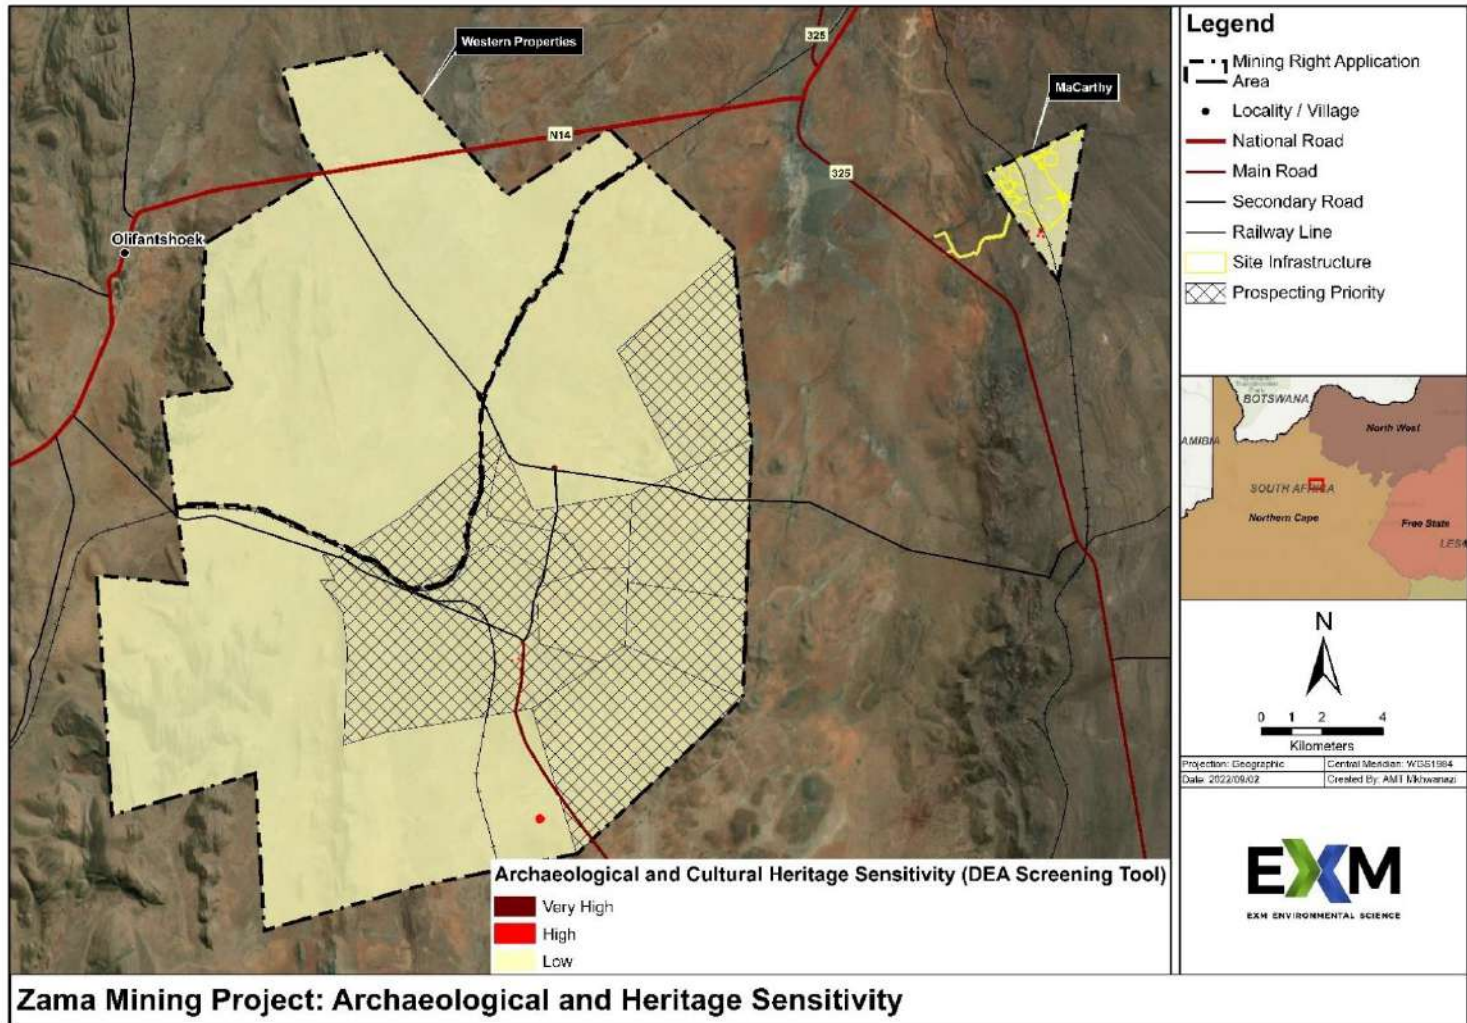 Western Properties
325
MaCarthy
N14
325
Olifantshoek
Legend
Mining Right Application
Area
Locality / Village
National Road
Main Road
Secondary Road
Railway Line
Site Infrastructure
Prospecting Priority
BOTSWANA
AMIBIA
North West
SOUTH AFRICA
Northern Cape
Free State
LES
N
0 1 2 4
Kilometers
Projection: Geographic
Central Meridian: WGS1984
Date: 2022/09/02
Created By: AMT Mkhwanazi
EXM
EXM ENVIRONMENTAL SCIENCE
Archaeological and Cultural Heritage Sensitivity (DEA Screening Tool)
Very High
High
Low
Zama Mining Project: Archaeological and Heritage Sensitivity